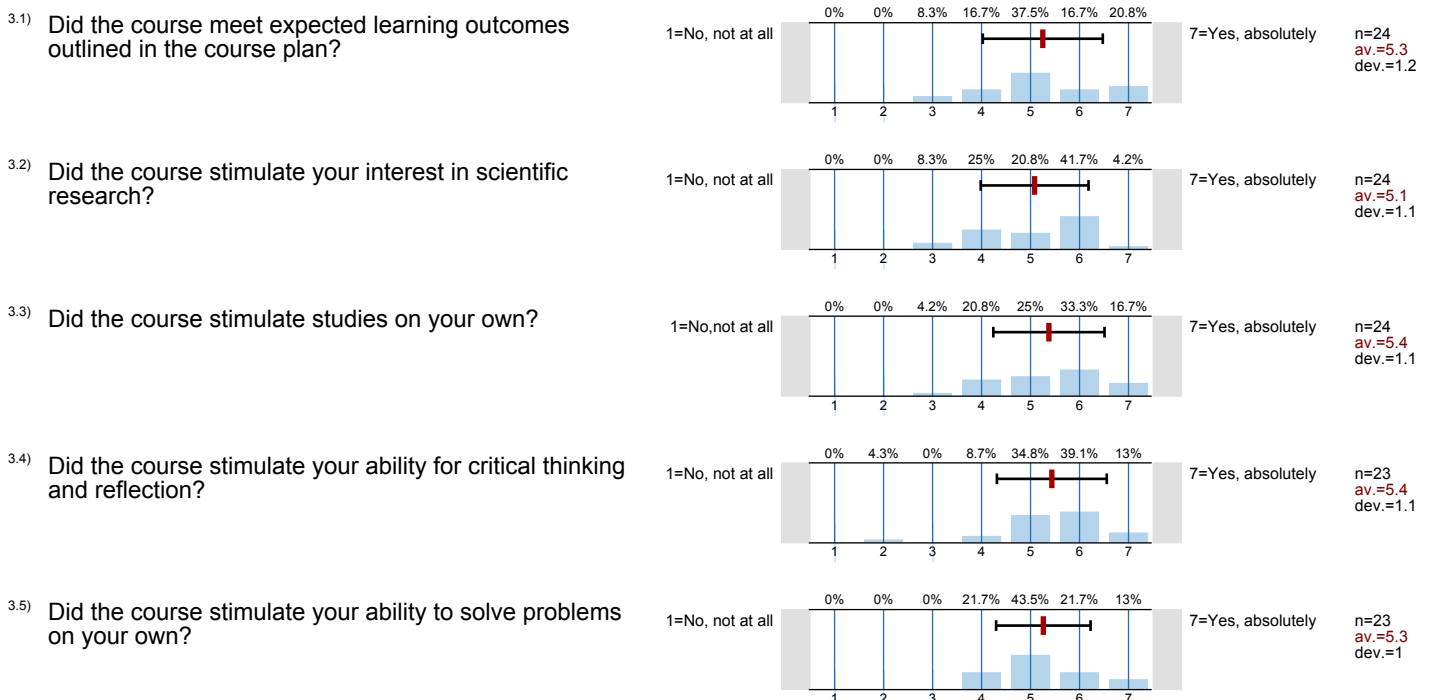 3.1) Did the course meet expected learning outcomes
outlined in the course plan?
0% 0% 8.3% 16.7% 37.5% 16.7% 20.8%
1=No, not at all
7=Yes, absolutely
n=24
av.=5.3
dev.=1.2
1 2 3 4 5 6 7
3.2) Did the course stimulate your interest in scientific
research?
0% 0% 8.3% 25% 20.8% 41.7% 4.2%
1=No, not at all
7=Yes, absolutely
n=24
av.=5.1
dev.=1.1
1 2 3 4 5 6 7
3.3) Did the course stimulate studies on your own?
0% 0% 4.2% 20.8% 25% 33.3% 16.7%
1=No,not at all
7=Yes, absolutely
n=24
av.=5.4
dev.=1.1
1 2 3 4 5 6 7
3.4) Did the course stimulate your ability for critical thinking
and reflection?
0% 4.3% 0% 8.7% 34.8% 39.1% 13%
1=No, not at all
7=Yes, absolutely
n=23
av.=5.4
dev.=1.1
1 2 3 4 5 6 7
3.5) Did the course stimulate your ability to solve problems
on your own?
0% 0% 0% 21.7% 43.5% 21.7% 13%
1=No, not at all
7=Yes, absolutely
n=23
av.=5.3
dev.=1
1 2 3 4 5 6 7